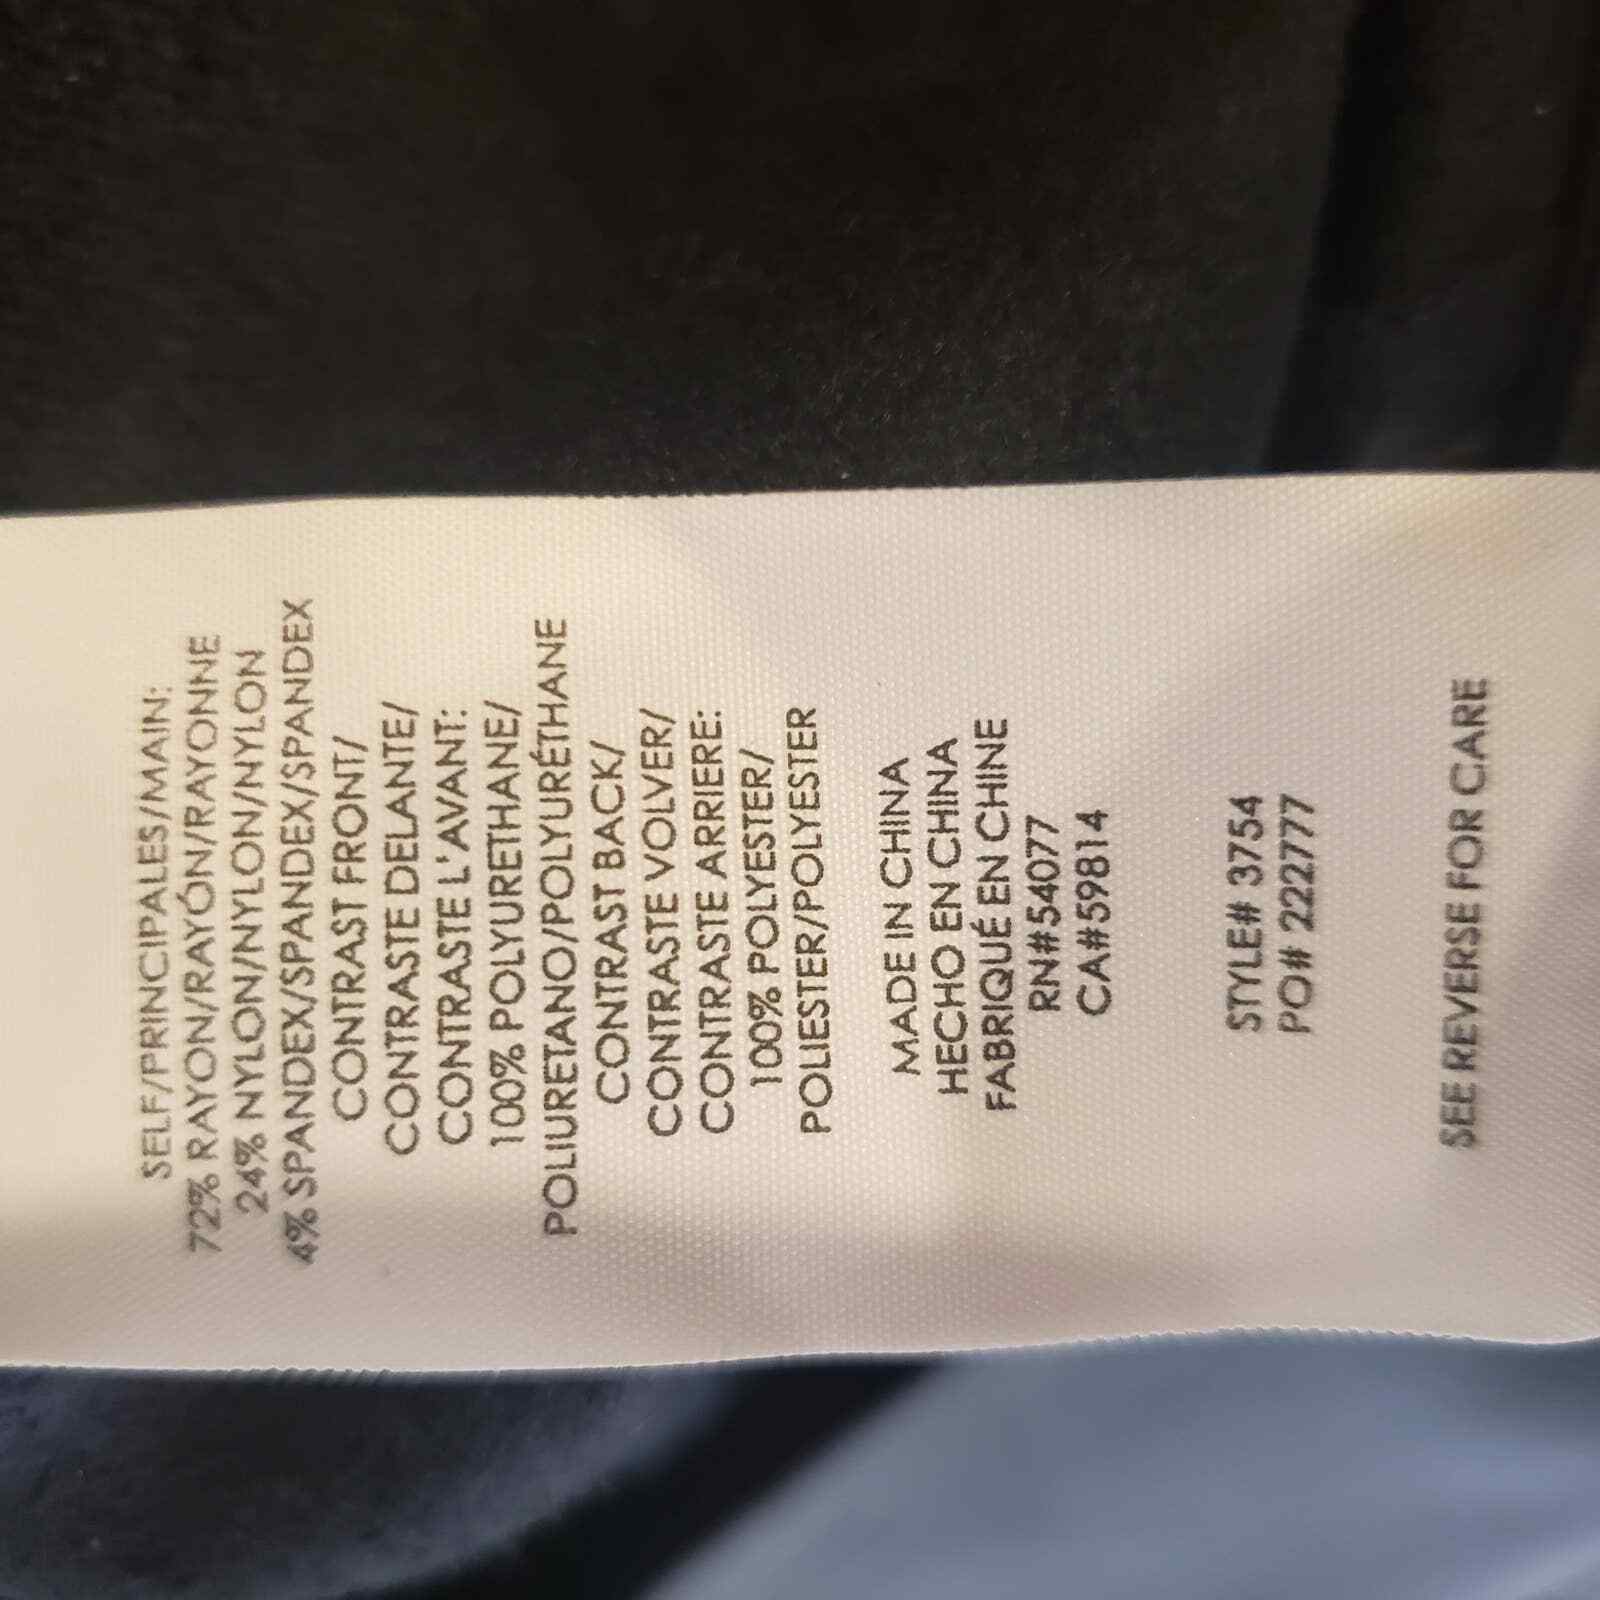 SELF/PRINCIPALES/MAIN:
72% RAYON/RAYÓN/RAYONNE
24% NYLON/NYLON/NYLON
4% SPANDEX/SPANDEX/SPANDEX
CONTRAST FRONT/
CONTRASTE DELANTE/
CONTRASTE L'AVANT:
100% POLYURETHANE/
POLIURETANO/POLYURÉTHANE
CONTRAST BACK/
CONTRASTE VOLVER/
CONTRASTE ARRIERE:
100% POLYESTER/
POLIESTER/POLYESTER
MADE IN CHINA
HECHO EN CHINA
FABRIQUÉ EN CHINE
RN#54077
CA#59814
STYLE# 3754
PO# 222777
SEE REVERSE FOR CARE